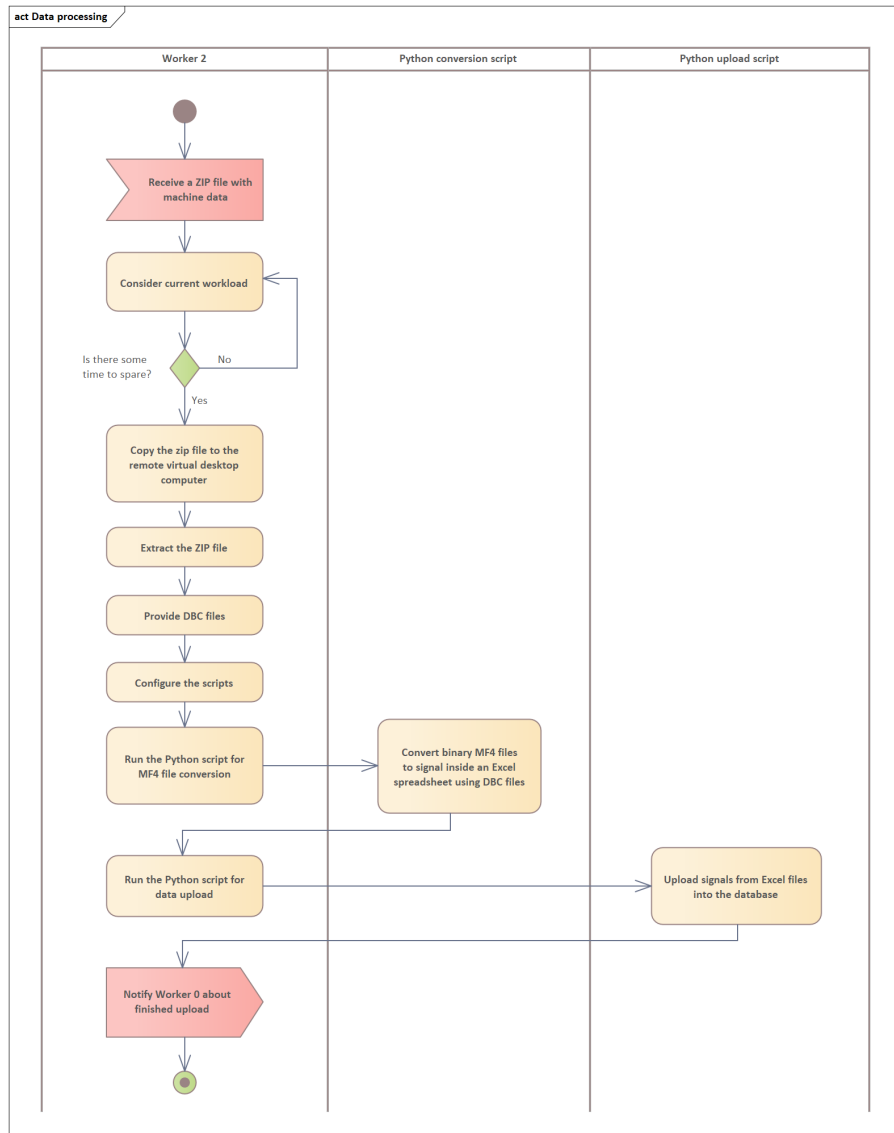 act Data processing
Worker 2
Python conversion script
Python upload script
Receive a ZIP file with
machine data
Consider current workload
Is there some
time to spare?
No
Yes
Copy the zip file to the
remote virtual desktop
computer
Extract the ZIP file
Provide DBC files
Configure the scripts
Run the Python script for
MF4 file conversion
Convert binary MF4 files
to signal inside an Excel
spreadsheet using DBC files
Run the Python script for
data upload
Upload signals from Excel files
into the database
Notify Worker 0 about
finished upload